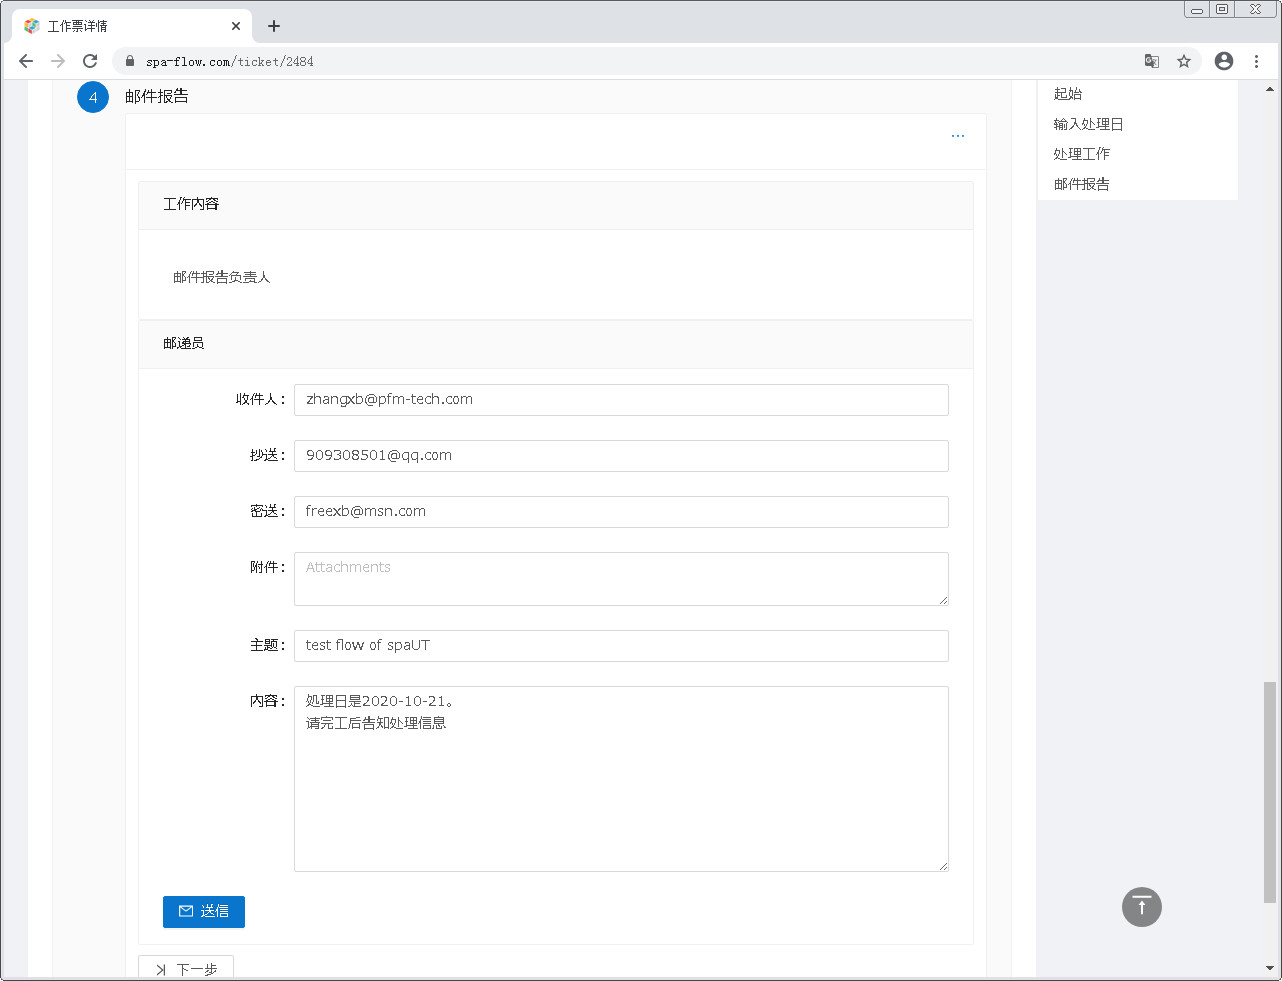 工作票详情
spa-flow.com/ticket/2484
4
邮件报告
...
工作内容
邮件报告负责人
邮递员
收件人：
zhangxb@pfm-tech.com
抄送：
909308501@qq.com
密送：
freexb@msn.com
附件：
Attachments
主题：
test flow of spaUT
内容：
処理日是2020-10-21。
请完工后告知处理信息
送信
下一步
起始
输入处理日
处理工作
邮件报告